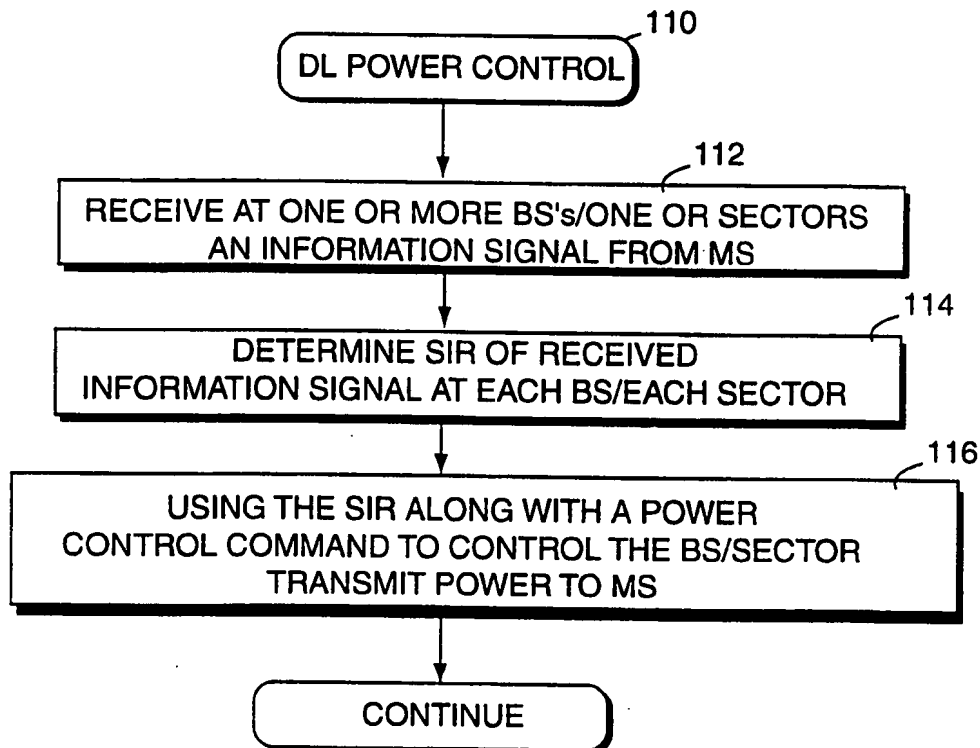 110
DL POWER CONTROL
112
RECEIVE AT ONE OR MORE BS's/ONE OR SECTORS
AN INFORMATION SIGNAL FROM MS
114
DETERMINE SIR OF RECEIVED
INFORMATION SIGNAL AT EACH BS/EACH SECTOR
116
USING THE SIR ALONG WITH A POWER
CONTROL COMMAND TO CONTROL THE BS/SECTOR
TRANSMIT POWER TO MS
CONTINUE